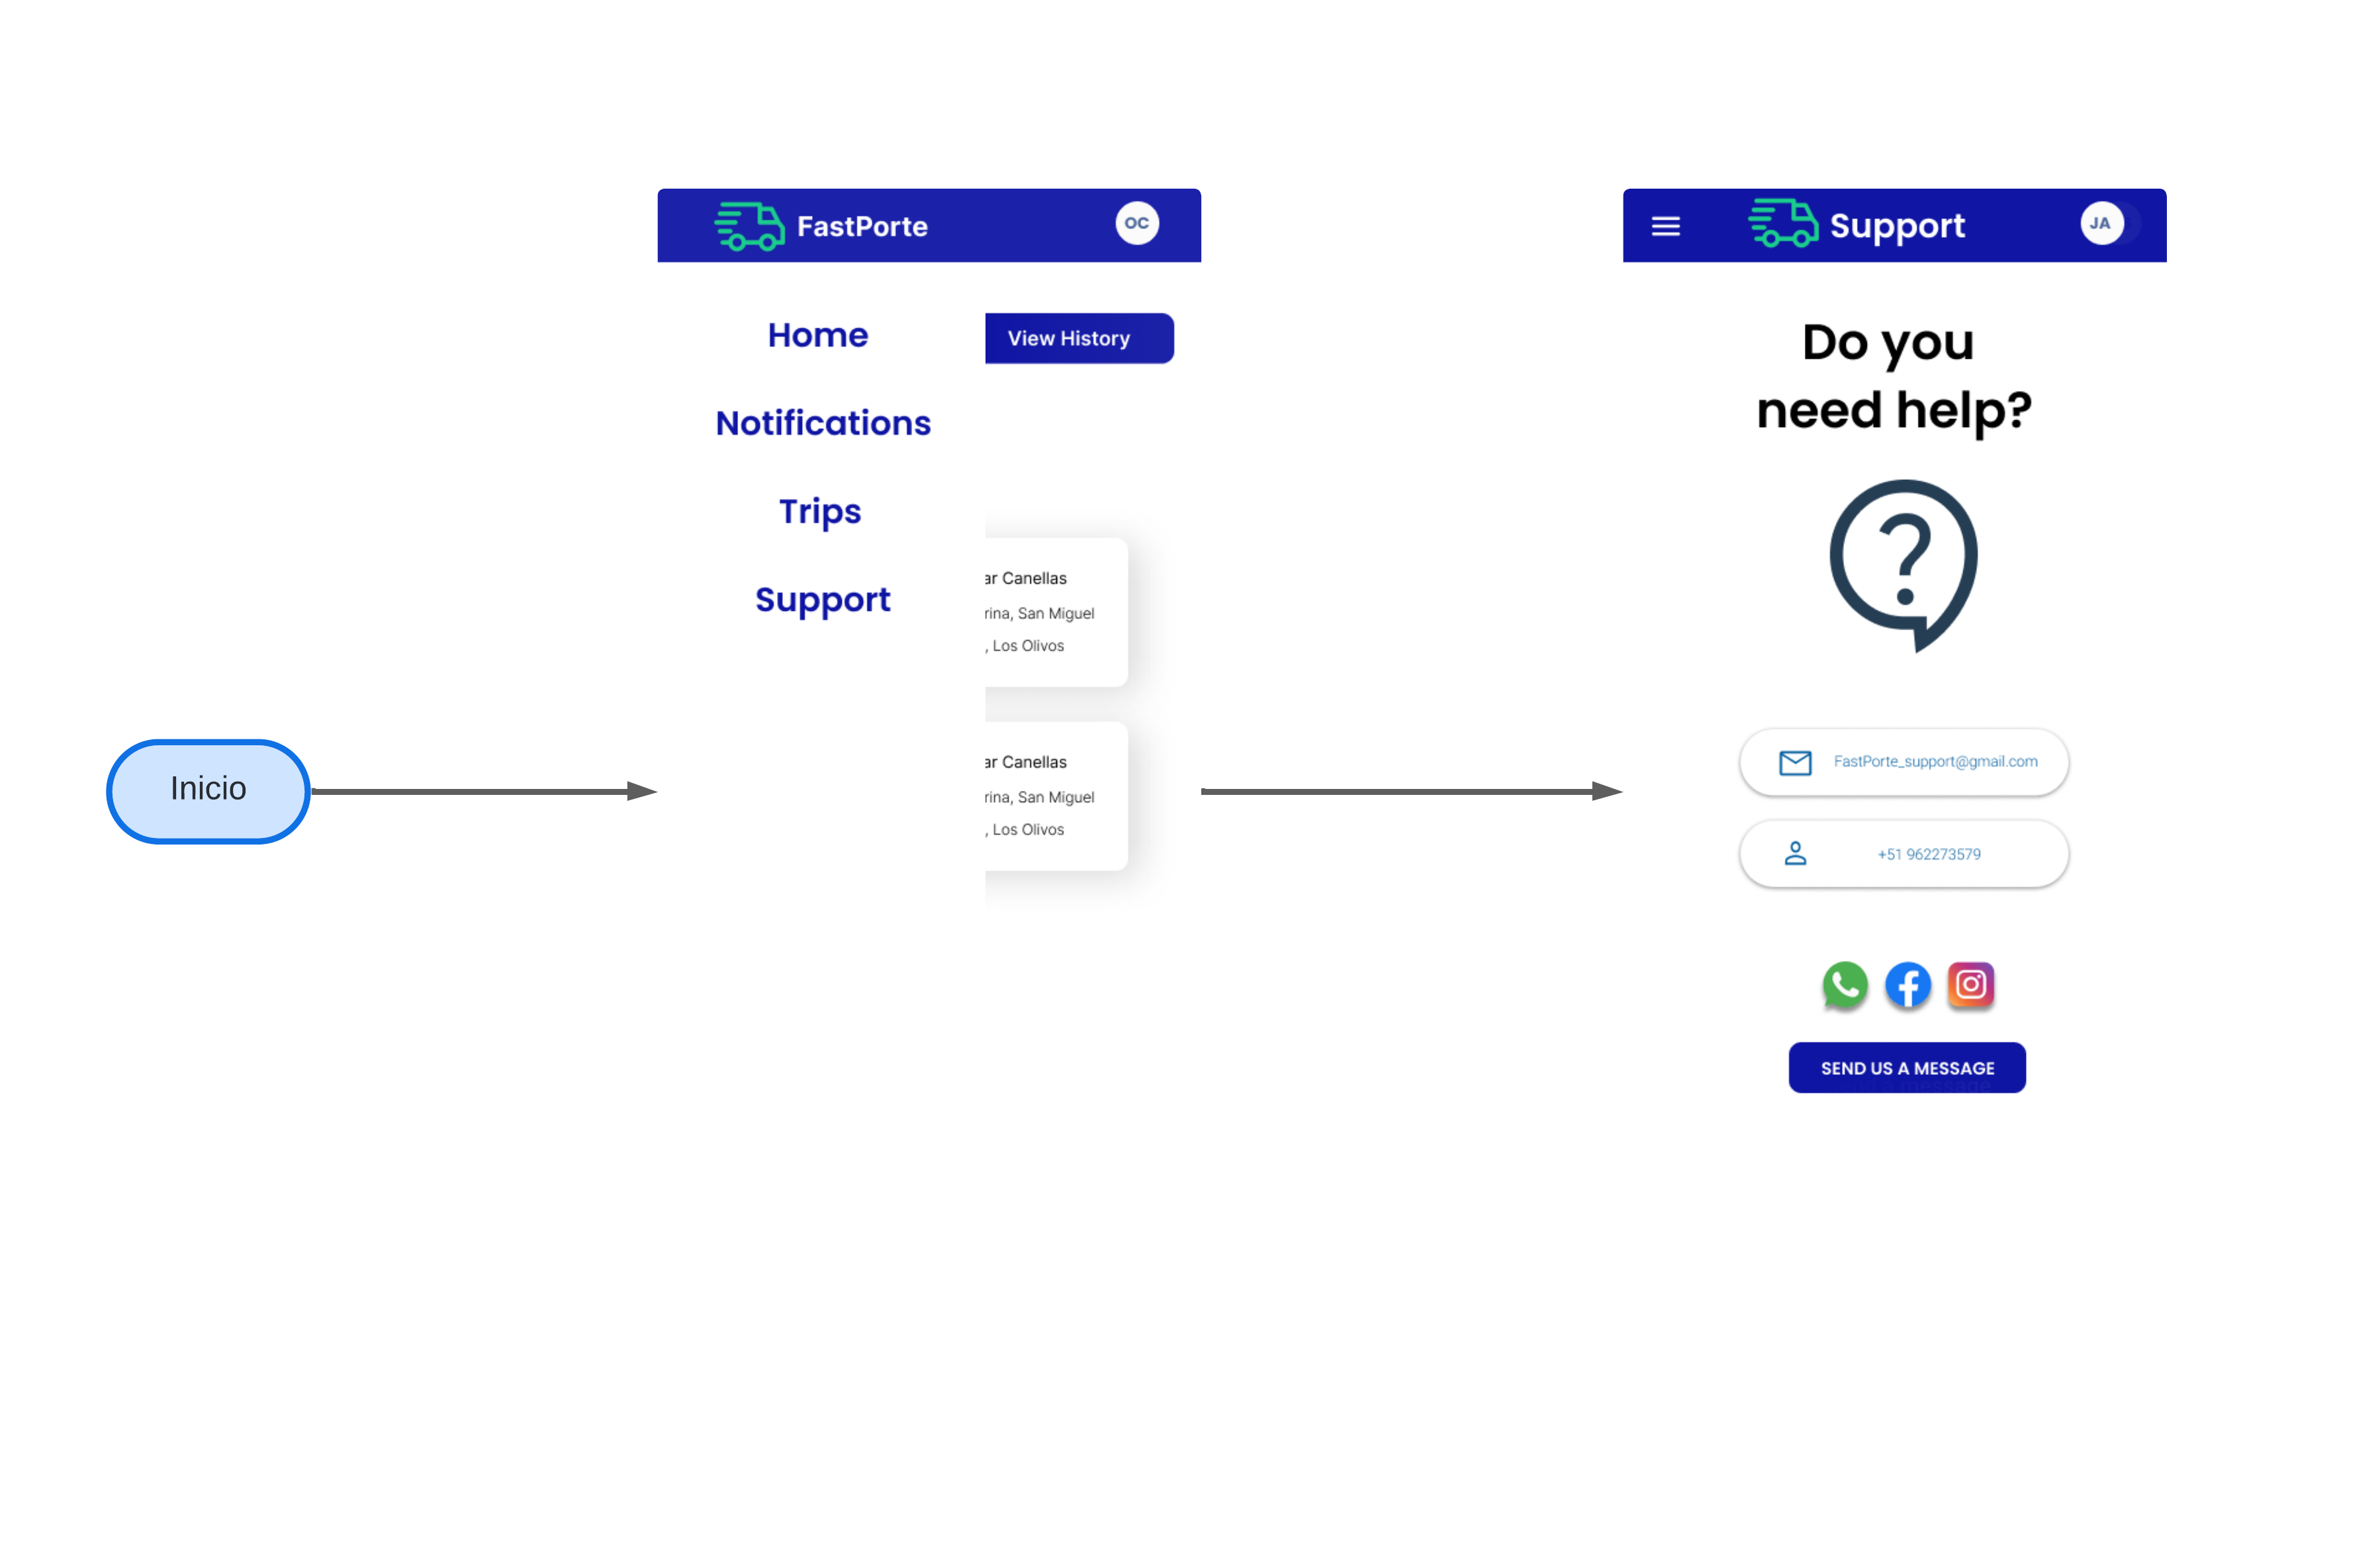 Inicio
FastPorte
OC
Home
View History
Notifications
Trips
Support
ar Canellas
rina, San Miguel
, Los Olivos
ar Canellas
rina, San Miguel
, Los Olivos
Support
JA
Do you
need help?
FastPorte_support@gmail.com
+51 962273579
SEND US A MESSAGE